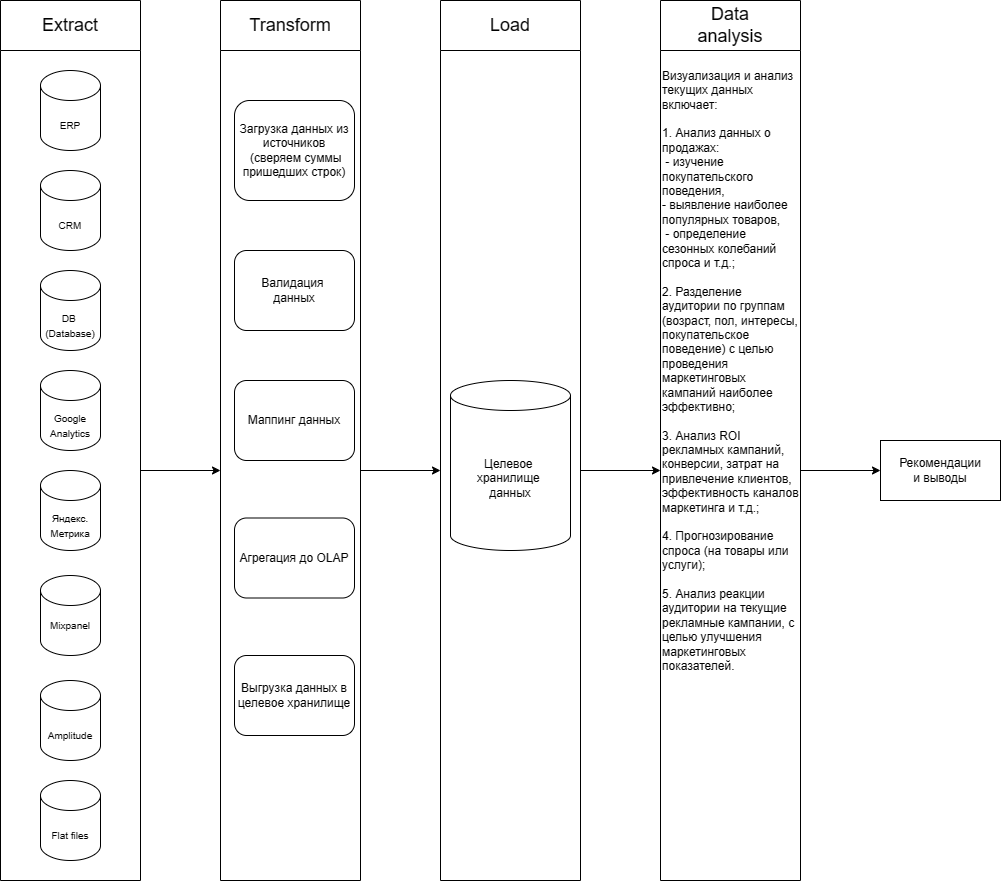 Extract
ERP
CRM
DB
(Database)
Google
Analytics
Яндекс.
Метрика
Mixpanel
Amplitude
Flat files
Transform
Загрузка данных из
источников
(сверяем суммы
пришедших строк)
Валидация
данных
Маппинг данных
Агрегация до OLAP
Выгрузка данных в
целевое хранилище
Load
Целевое
хранилище
данных
Data
analysis
Визуализация и анализ
текущих данных
включает:
1. Анализ данных о
продажах:
- изучение
покупательского
поведения,
- выявление наиболее
популярных товаров,
- определение
сезонных колебаний
спроса и т.д.;
2. Разделение
аудитории по группам
(возраст, пол, интересы,
покупательское
поведение) с целью
проведения
маркетинговых
кампаний наиболее
эффективно;
3. Анализ ROI
рекламных кампаний,
конверсии, затрат на
привлечение клиентов,
эффективность каналов
маркетинга и т.д.;
4. Прогнозирование
спроса (на товары или
услуги);
5. Анализ реакции
аудитории на текущие
рекламные кампании, с
целью улучшения
маркетинговых
показателей.
Рекомендации
и выводы